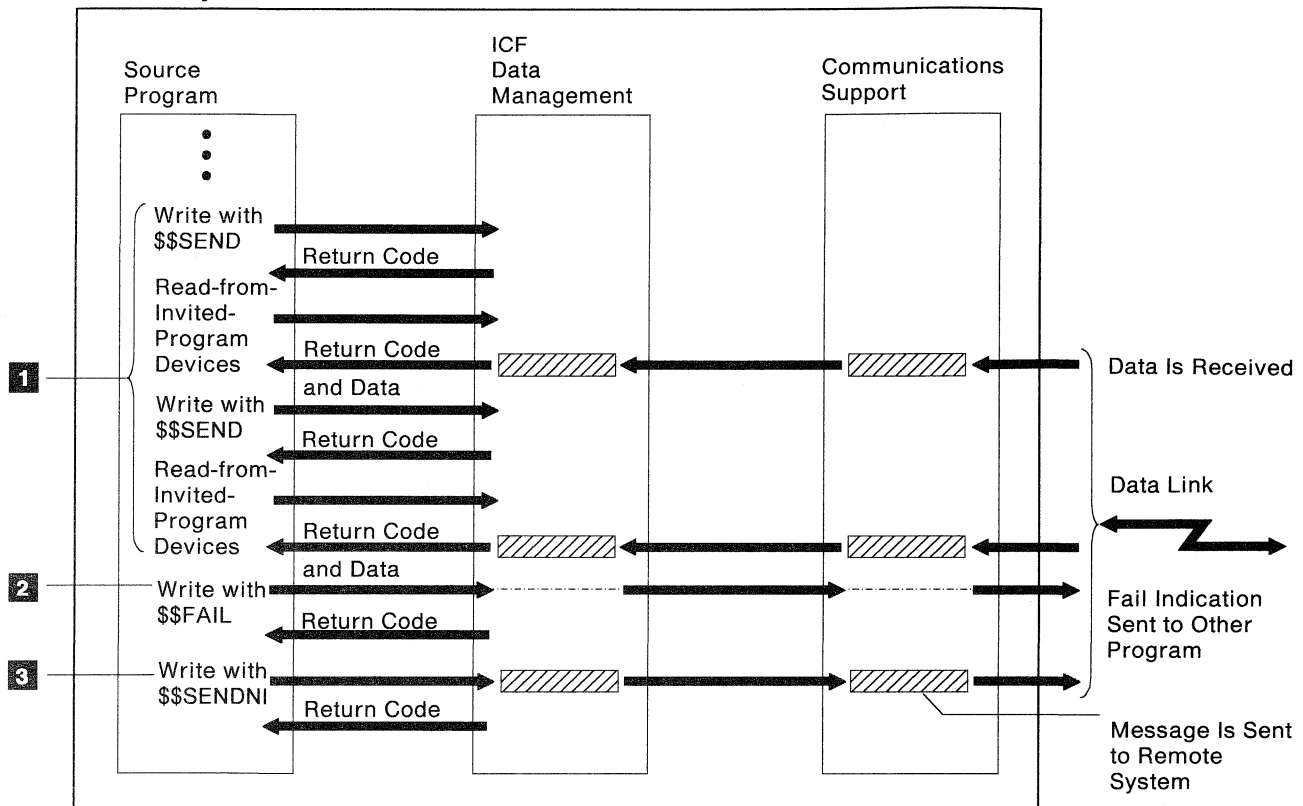 Source
Program
ICF
Data
Management
Communications
Support
Write with
$$SEND
Return Code
Read-from-
Invited-
Program
Devices
Return Code
and Data
Write with
$$SEND
Return Code
Read-from-
Invited-
Program
Devices
Return Code
and Data
1
2
Write with
$$FAIL
Return Code
3
Write with
$$SENDNI
Return Code
Data Is Received
Data Link
Fail Indication
Sent to Other
Program
Message Is Sent
to Remote
System